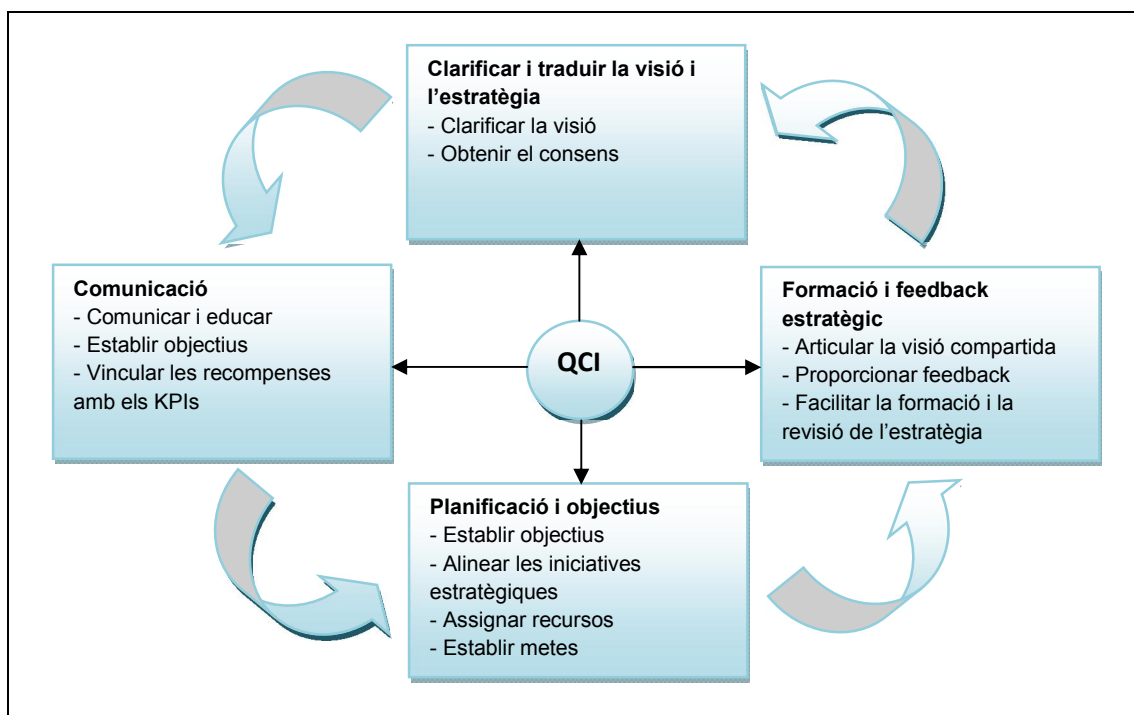 Clarificar i traduir la visió i
l’estratègia
- Clarificar la visió
- Obtenir el consens
Comunicació
- Comunicar i educar
- Establir objectius
- Vincular les recompenses
amb els KPIs
QCI
Formació i feedback
estratègic
- Articular la visió compartida
- Proporcionar feedback
- Facilitar la formació i la
revisió de l’estratègia
Planificació i objectius
- Establir objectius
- Alinear les iniciatives
estratègiques
- Assignar recursos
- Establir metes